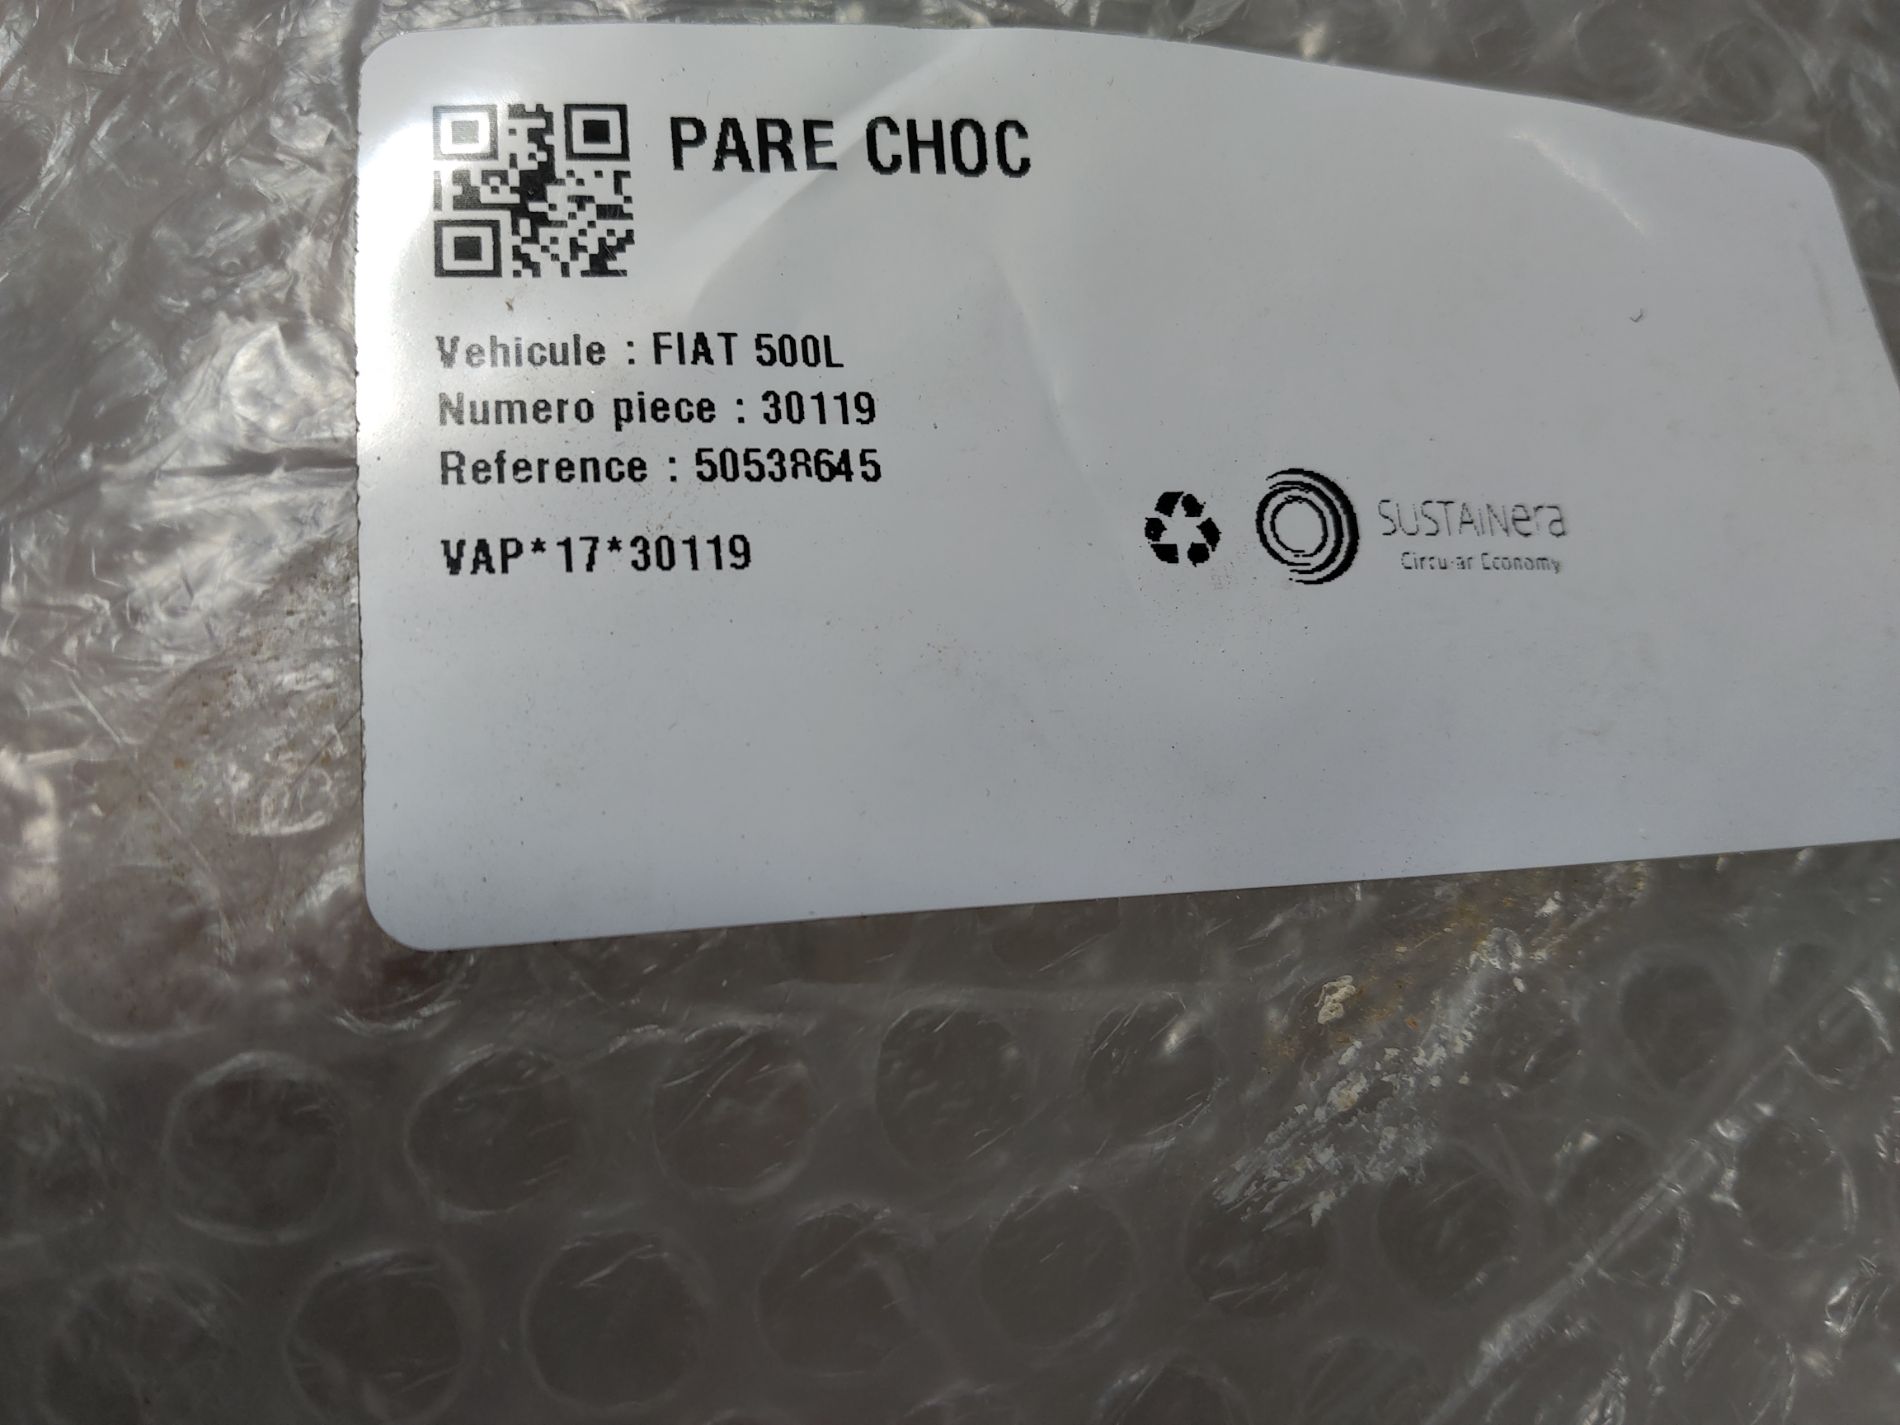 PARE CHOC
Vehicule : FIAT 500L
Numero piece : 30119
Reference : 50538645
VAP*17*30119
SUSTAiNera
Circular Economy